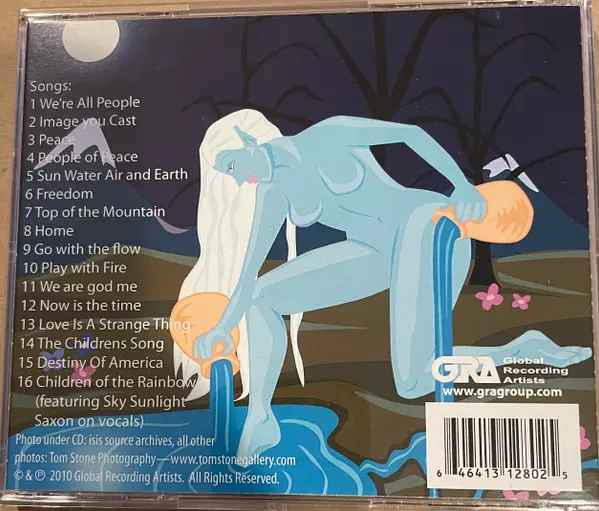 Songs:
1 We're All People
2 Image you Cast
3 Peace
4 People of Peace
5 Sun Water Air and Earth
6 Freedom
7 Top of the Mountain
8 Home
9 Go with the flow
10 Play with Fire
11 We are god me
12 Now is the time
13 Love Is A Strange Thing
14 The Childrens Song
15 Destiny Of America
16 Children of the Rainbow
(featuring Sky Sunlight
Saxon on vocals)
Photo under CD: isis source archives, all other
photos: Tom Stone Photography—www.tomstonegallery.com
© & ℗ 2010 Global Recording Artists. All Rights Reserved.
GRA Global
Recording
Artists
www.gragroup.com
6 46413 12802 5